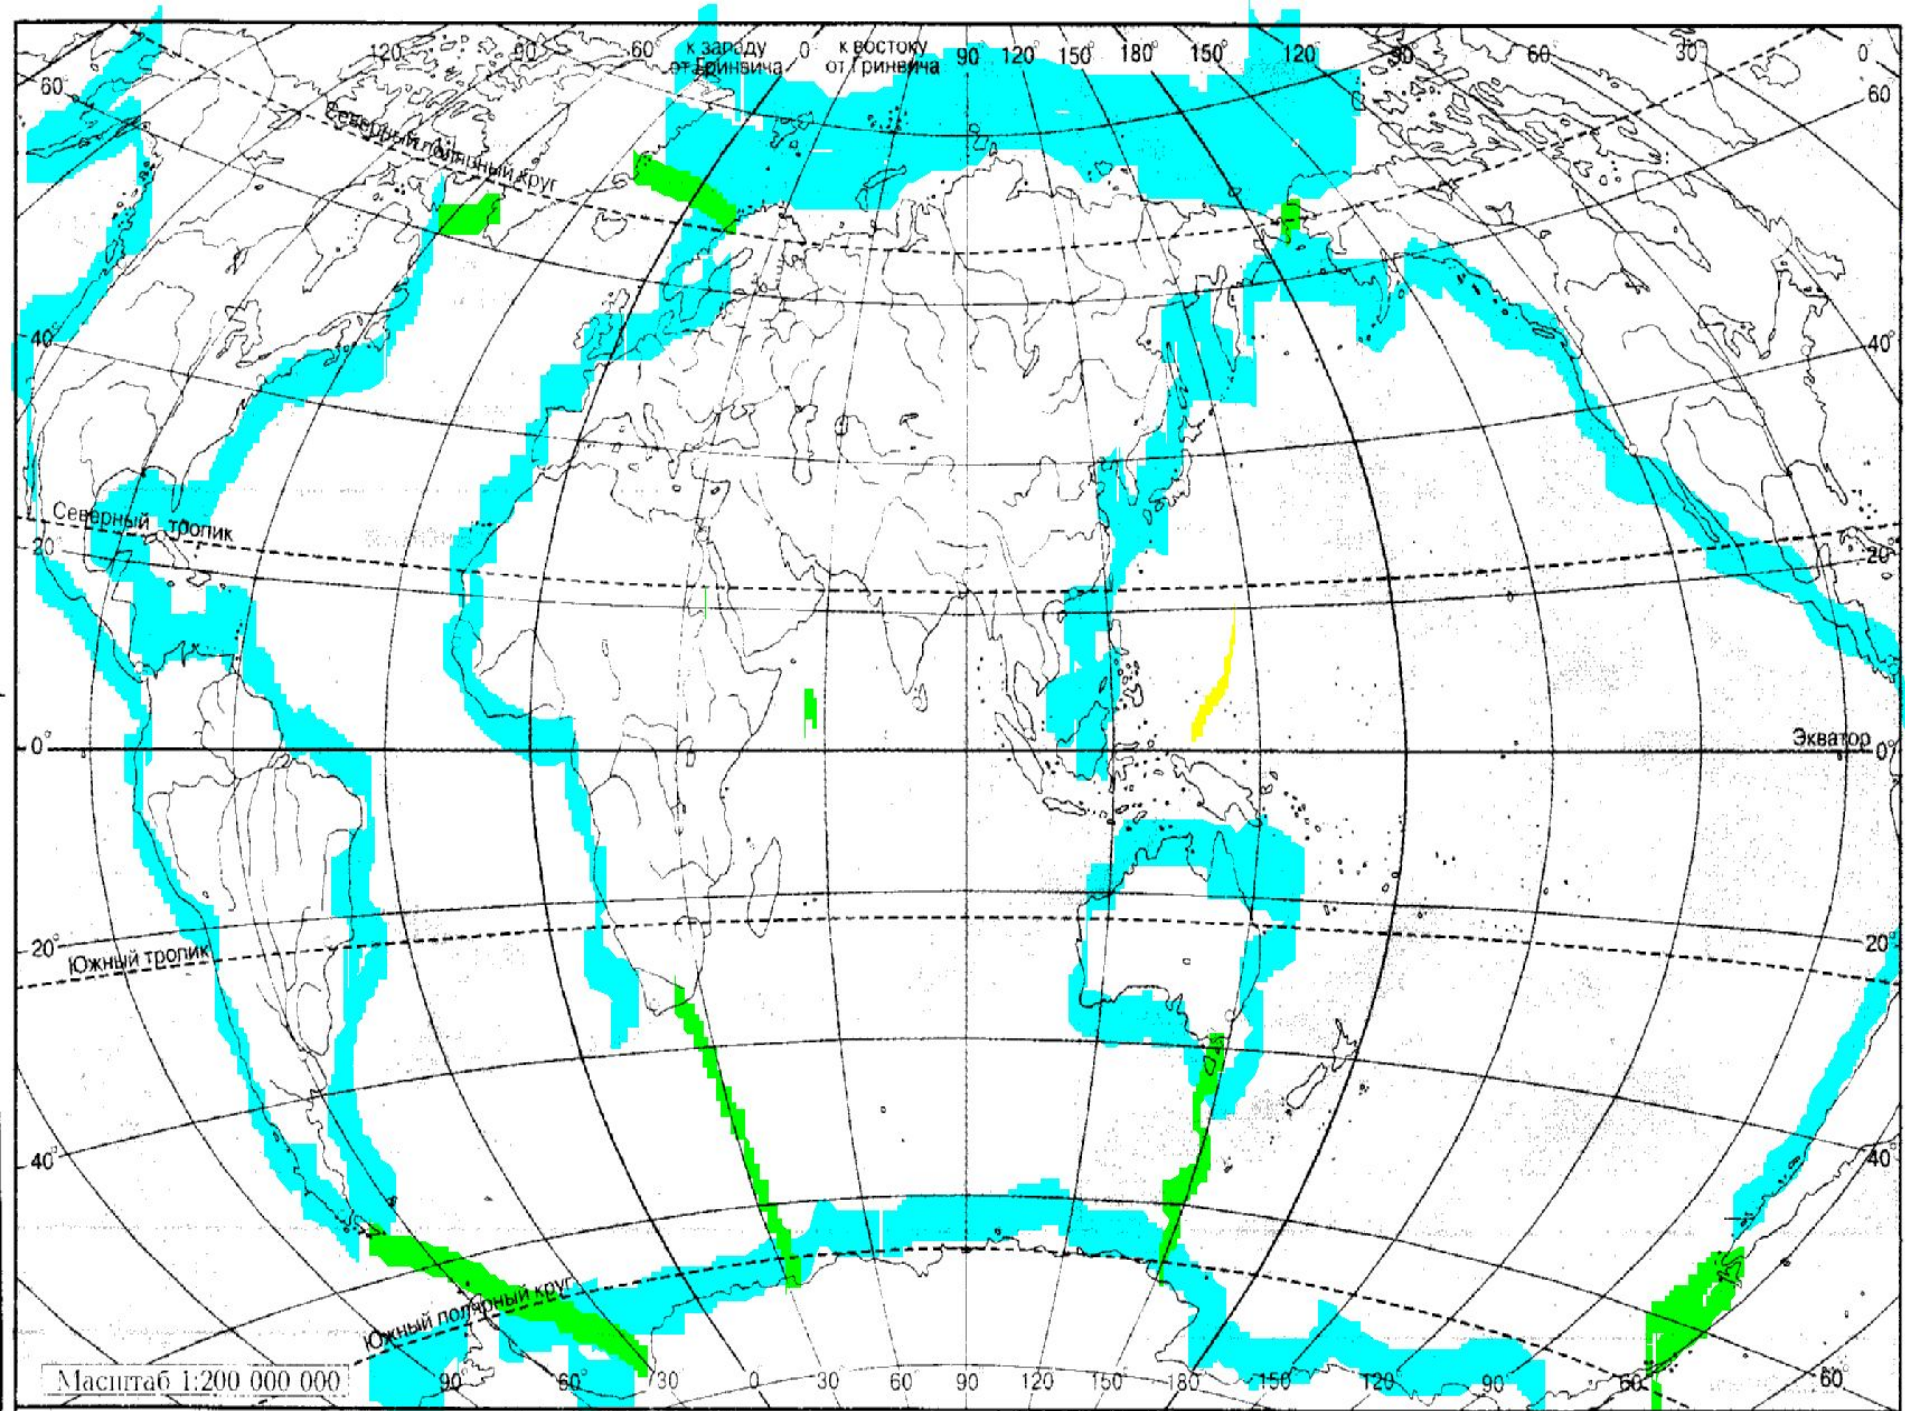 120° 90° 60° к западу от Гринвича 0 к востоку от Гринвича 90° 120° 150° 180° 150° 120 90 60° 30° 0°
60°
60
Северный полярный круг
40°
40°
Северный тропик
20°
20°
0°
Экватор 0°
20°
20°
Южный тропик
40°
40°
Южный полярный круг
Масштаб 1:200 000 000
90° 60° 30 0 30 60 90 120 150° 180 150° 120° 90° 60° 60°